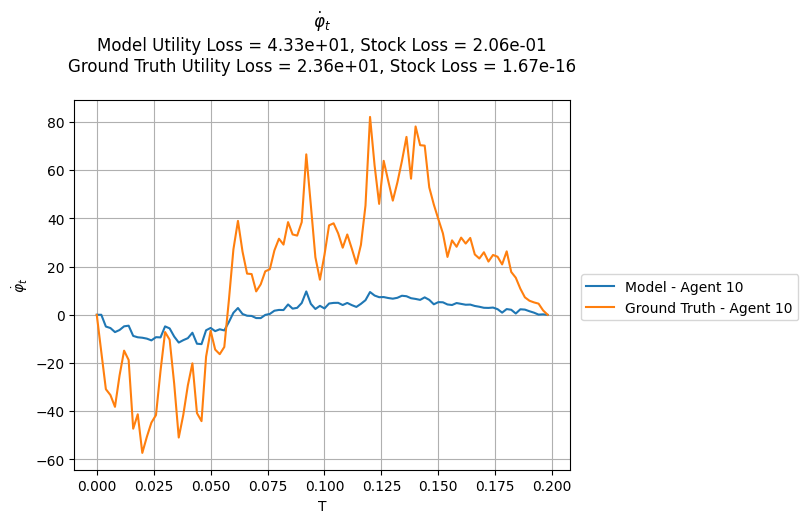 φ̇ₜ
Model Utility Loss = 4.33e+01, Stock Loss = 2.06e-01
Ground Truth Utility Loss = 2.36e+01, Stock Loss = 1.67e-16
80
60
40
20
0
−20
−40
−60
φ̇ₜ
0.000 0.025 0.050 0.075 0.100 0.125 0.150 0.175 0.200
T
Model - Agent 10
Ground Truth - Agent 10